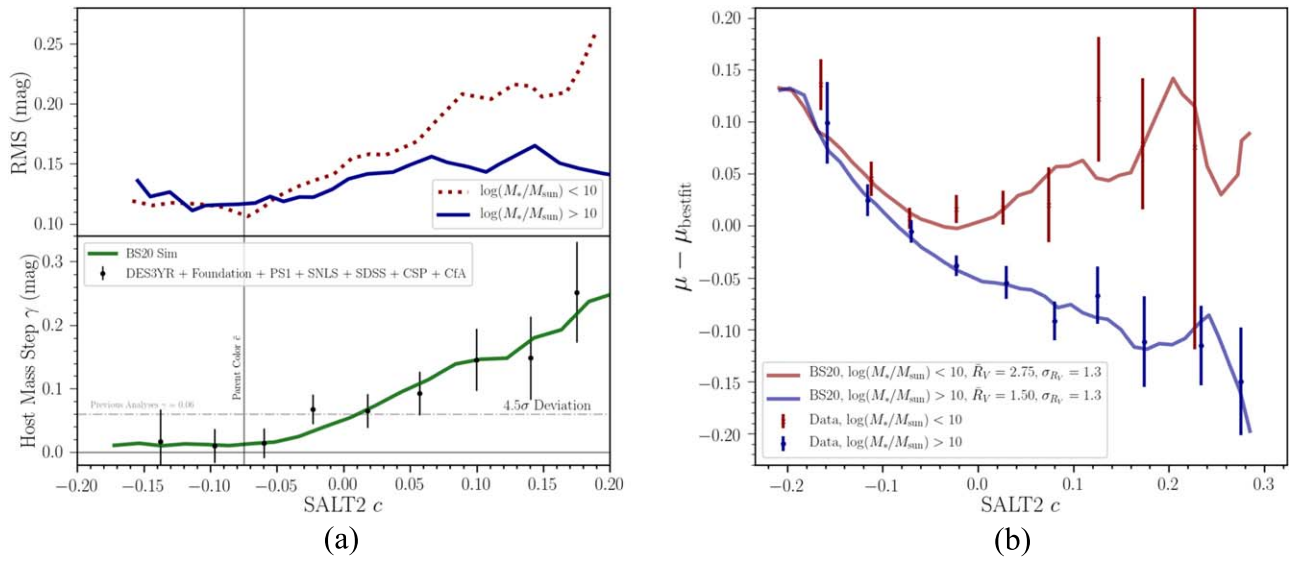 RMS (mag)
0.25
0.20
0.15
0.10
log(M*/Msun) < 10
log(M*/Msun) > 10
Host Mass Step γ (mag)
0.3
0.2
0.1
0.0
BS20 Sim
DES3YR + Foundation + PS1 + SNLS + SDSS + CSP + CfA
Parent Color c̄
Previous Analyses γ = 0.06
4.5σ Deviation
−0.20 −0.15 −0.10 −0.05 0.00 0.05 0.10 0.15 0.20
SALT2 c
(a)
μ − μbestfit
0.20
0.15
0.10
0.05
0.00
−0.05
−0.10
−0.15
−0.20
BS20, log(M*/Msun) < 10, R̄V = 2.75, σRV = 1.3
BS20, log(M*/Msun) > 10, R̄V = 1.50, σRV = 1.3
Data, log(M*/Msun) < 10
Data, log(M*/Msun) > 10
−0.2 −0.1 0.0 0.1 0.2 0.3
SALT2 c
(b)